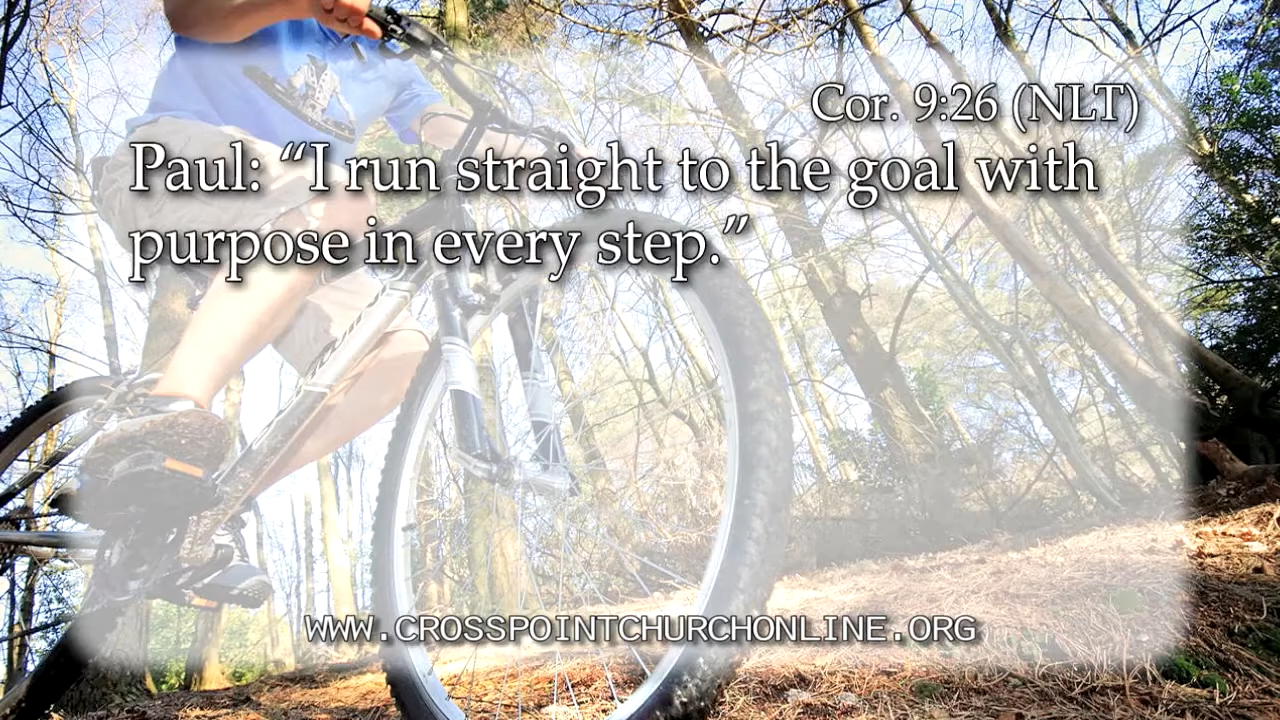 Cor. 9:26 (NLT)
Paul: “I run straight to the goal with
purpose in every step.”
WWW.CROSSPOINTCHURCHONLINE.ORG